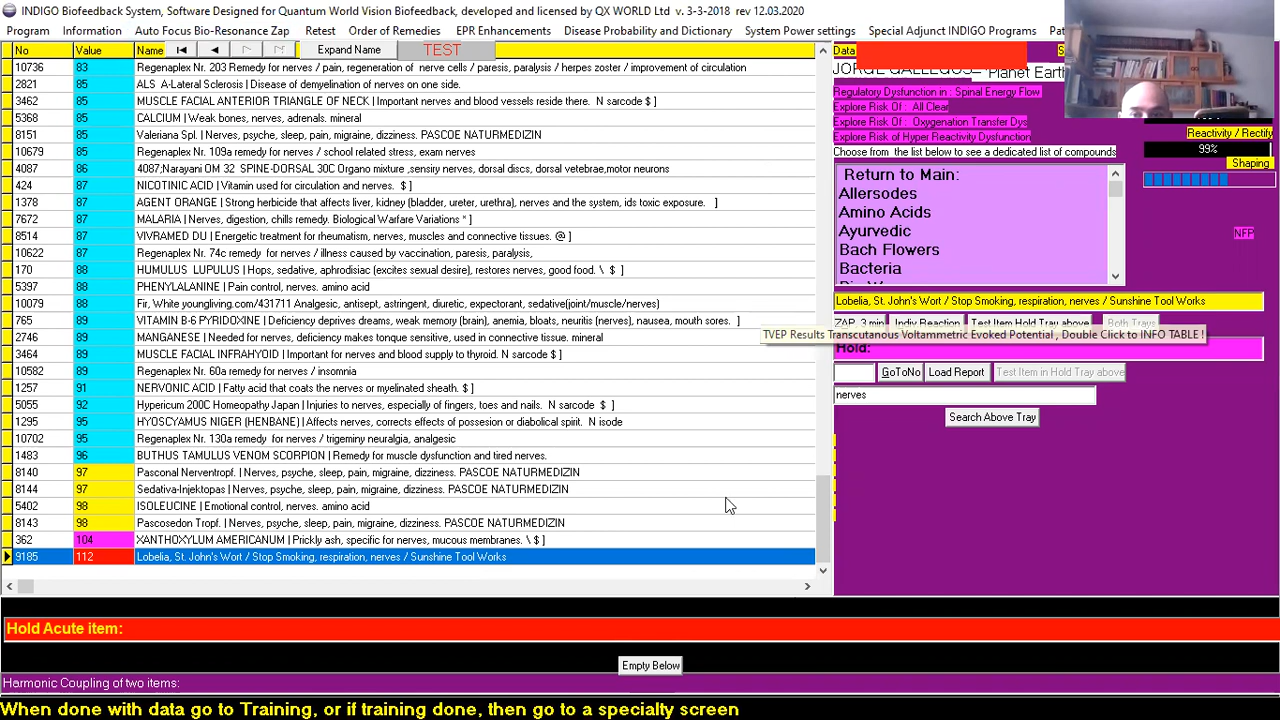 INDIGO Biofeedback System, Software Designed for Quantum World Vision Biofeedback, developed and licensed by QX WORLD Ltd v. 3-3-2018 rev 12.03.2020
Program Information Auto Focus Bio-Resonance Zap Retest Order of Remedies EPR Enhancements Disease Probability and Dictionary System Power settings Special Adjunct INDIGO Programs Pat
No Value Name Expand Name TEST
10736 83 Regenaplex Nr. 203 Remedy for nerves / pain, regeneration of nerve cells / paresis, paralysis / herpes zoster / improvement of circulation
2821 85 ALS A-Lateral Sclerosis | Disease of demyelination of nerves on one side.
3462 85 MUSCLE FACIAL ANTERIOR TRIANGLE OF NECK | Important nerves and blood vessels reside there. N sarcode $ ]
5368 85 CALCIUM | Weak bones, nerves, adrenals. mineral
8151 85 Valeriana Spl. | Nerves, psyche, sleep, pain, migraine, dizziness. PASCOE NATURMEDIZIN
10679 85 Regenaplex Nr. 109a remedy for nerves / school related stress, exam nerves
4087 86 4087;Narayani OM 32 SPINE-DORSAL 30C Organo mixture ,sensiry nerves, dorsal discs, dorsal vetebrae,motor neurons
424 87 NICOTINIC ACID | Vitamin used for circulation and nerves. $ ]
1378 87 AGENT ORANGE | Strong herbicide that affects liver, kidney (bladder, ureter, urethra), nerves and the system, ids toxic exposure. ]
7672 87 MALARIA | Nerves, digestion, chills remedy. Biological Warfare Variations * ]
8514 87 VIVRAMED DU | Energetic treatment for rheumatism, nerves, muscles and connective tissues. @ ]
10622 87 Regenaplex Nr. 74c remedy for nerves / illness caused by vaccination, paresis, paralysis,
170 88 HUMULUS LUPULUS | Hops, sedative, aphrodisiac (excites sexual desire), restores nerves, good food. \ $ ]
5397 88 PHENYLALANINE | Pain control, nerves. amino acid
10079 88 Fir, White youngliving.com/431711 Analgesic, antisept, astringent, diuretic, expectorant, sedative(joint/muscle/nerves)
765 89 VITAMIN B-6 PYRIDOXINE | Deficiency deprives dreams, weak memory (brain), anemia, bloats, neuritis (nerves), nausea, mouth sores. ]
2746 89 MANGANESE | Needed for nerves, deficiency makes tonque sensitive, used in connective tissue. mineral
3464 89 MUSCLE FACIAL INFRAHYOID | Important for nerves and blood supply to thyroid. N sarcode $ ]
10582 89 Regenaplex Nr. 60a remedy for nerves / insomnia
1257 91 NERVONIC ACID | Fatty acid that coats the nerves or myelinated sheath. $ ]
5055 92 Hypericum 200C Homeopathy Japan | Injuries to nerves, especially of fingers, toes and nails. N sarcode $ ]
1295 95 HYOSCYAMUS NIGER (HENBANE) | Affects nerves, corrects effects of possesion or diabolical spirit. N isode
10702 95 Regenaplex Nr. 130a remedy for nerves / trigeminy neuralgia, analgesic
1483 96 BUTHUS TAMULUS VENOM SCORPION | Remedy for muscle dysfunction and tired nerves.
8140 97 Pasconal Nerventropf. | Nerves, psyche, sleep, pain, migraine, dizziness. PASCOE NATURMEDIZIN
8144 97 Sedativa-Injektopas | Nerves, psyche, sleep, pain, migraine, dizziness. PASCOE NATURMEDIZIN
5402 98 ISOLEUCINE | Emotional control, nerves. amino acid
8143 98 Pascosedon Tropf. | Nerves, psyche, sleep, pain, migraine, dizziness. PASCOE NATURMEDIZIN
362 104 XANTHOXYLUM AMERICANUM | Prickly ash, specific for nerves, mucous membranes. \ $ ]
9185 112 Lobelia, St. John's Wort / Stop Smoking, respiration, nerves / Sunshine Tool Works
Data
JORGE GALLEGOS Planet Earth
Regulatory Dysfunction in : Spinal Energy Flow
Explore Risk Of : All Clear
Explore Risk Of : Oxygenation Transfer Dys
Explore Risk of Hyper Reactivity Dysfunction
Choose from the list below to see a dedicated list of compounds
Reactivity / Rectify
99%
Shaping
NFP
Return to Main:
Allersodes
Amino Acids
Ayurvedic
Bach Flowers
Bacteria
Lobelia, St. John's Wort / Stop Smoking, respiration, nerves / Sunshine Tool Works
ZAP 3 min Indiv Reaction Test Item Hold Tray above Both Trays
TVEP Results Transcutanous Voltammetric Evoked Potential , Double Click to INFO TABLE !
Hold:
GoToNo Load Report Test Item in Hold Tray above
nerves
Search Above Tray
Hold Acute item:
Empty Below
Harmonic Coupling of two items:
When done with data go to Training, or if training done, then go to a specialty screen